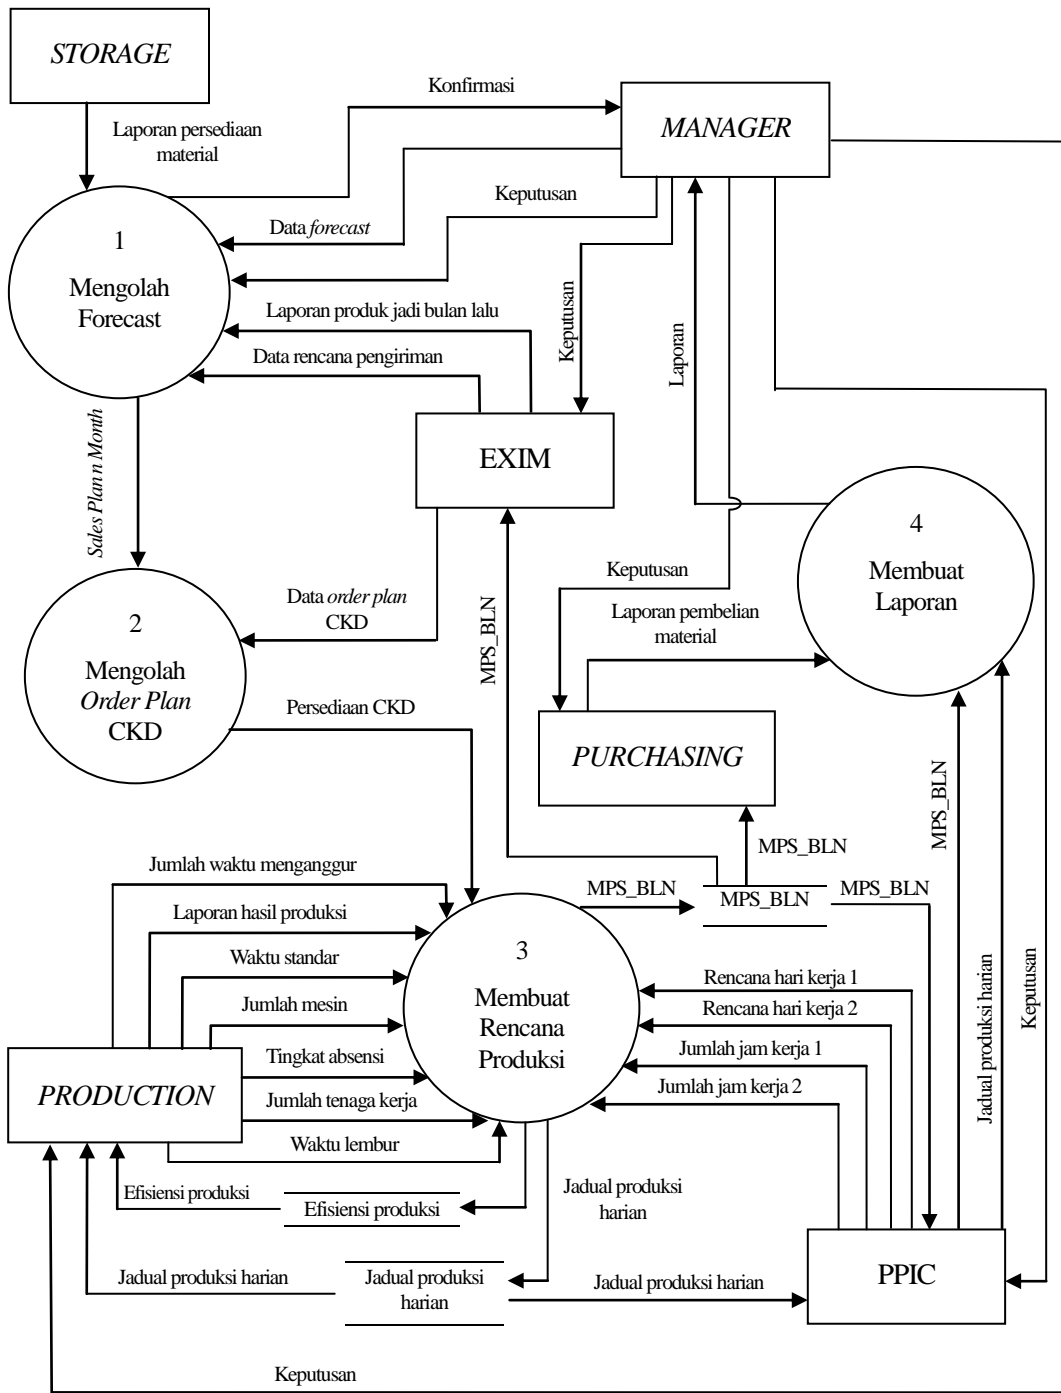 STORAGE
Konfirmasi
MANAGER
Laporan persediaan
material
Keputusan
Data forecast
1
Mengolah
Forecast
Laporan produk jadi bulan lalu
Data rencana pengiriman
Keputusan
Laporan
Sales Plan n Month
EXIM
4
Membuat
Laporan
Keputusan
Data order plan
CKD
MPS_BLN
Laporan pembelian
material
2
Mengolah
Order Plan
CKD
Persediaan CKD
PURCHASING
MPS_BLN
MPS_BLN
Jumlah waktu menganggur
MPS_BLN
MPS_BLN
MPS_BLN
Laporan hasil produksi
3
Membuat
Rencana
Produksi
Waktu standar
Rencana hari kerja 1
Jumlah mesin
Rencana hari kerja 2
Jadual produksi harian
Keputusan
Tingkat absensi
Jumlah jam kerja 1
PRODUCTION
Jumlah tenaga kerja
Jumlah jam kerja 2
Waktu lembur
Efisiensi produksi
Efisiensi produksi
Jadual produksi
harian
Jadual produksi harian
Jadual produksi
harian
Jadual produksi harian
PPIC
Keputusan